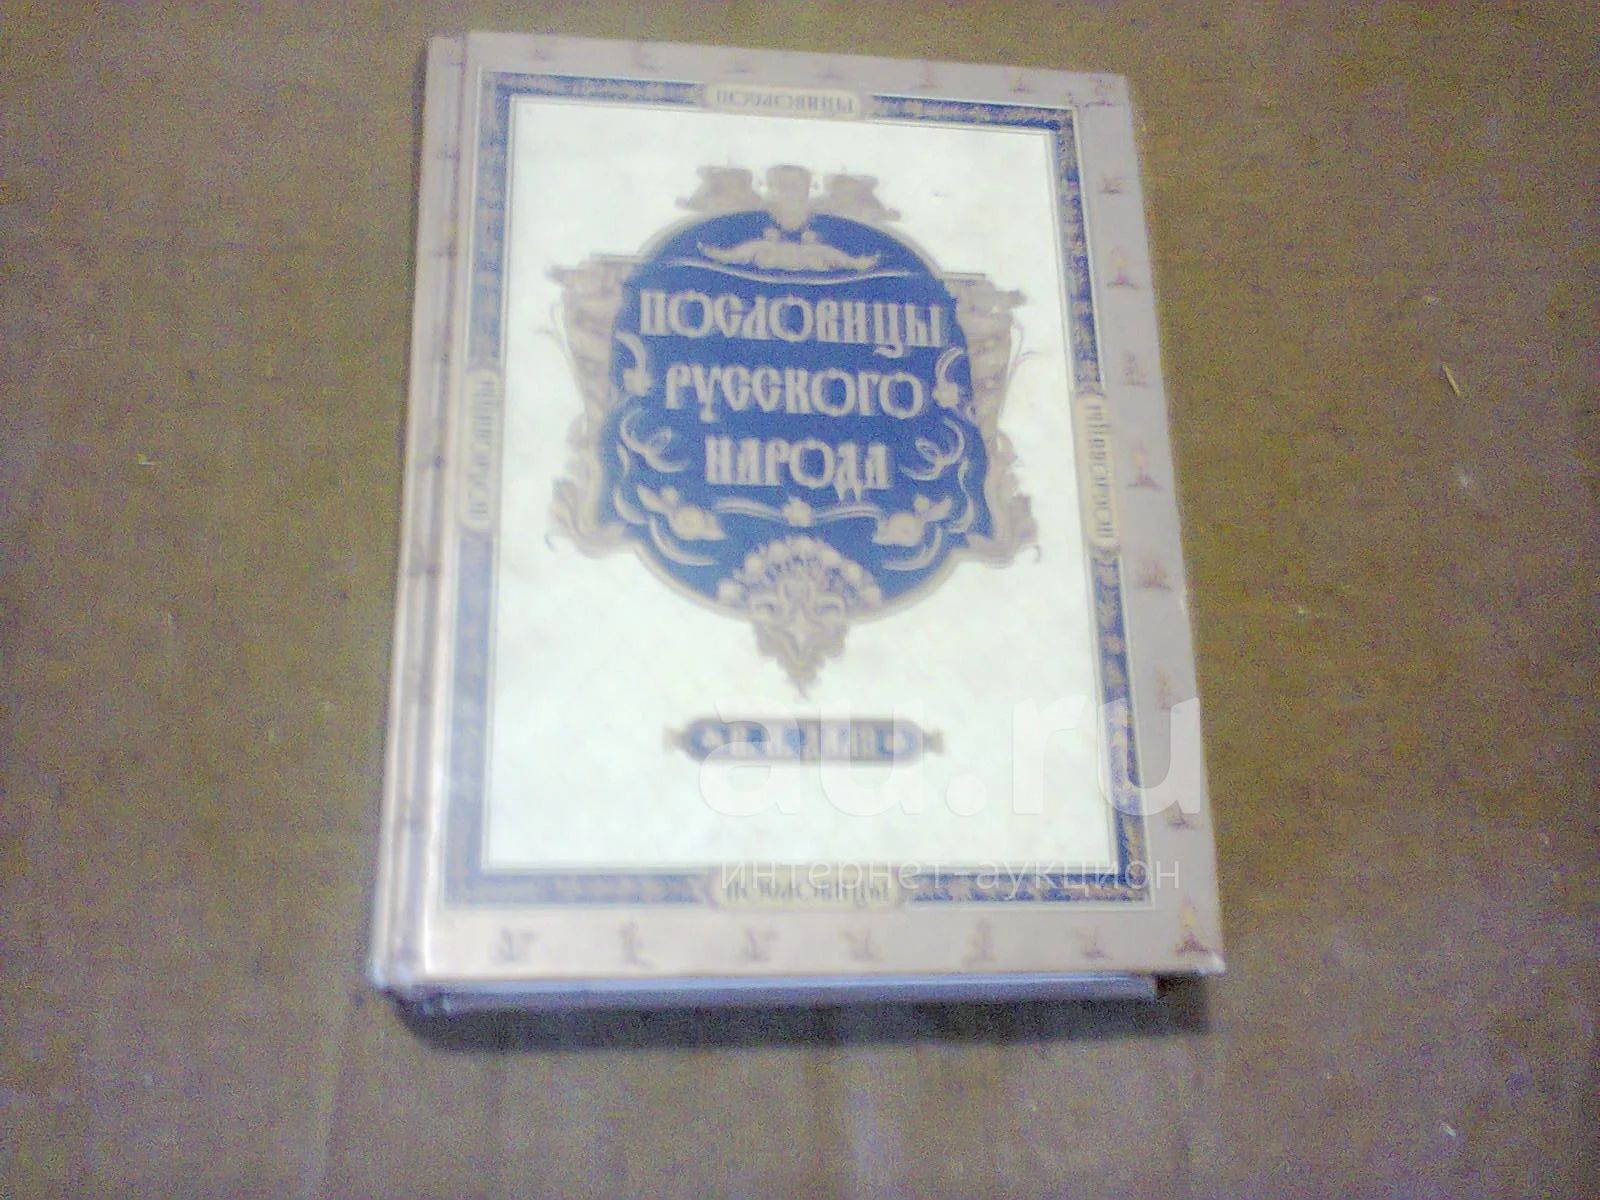 ПОСЛОВИЦЫ
ПОСЛОВИЦЫ
РУССКОГО
НАРОДА
ПОСЛОВИЦЫ
ПОСЛОВИЦЫ
au.ru
интернет-аукцион
ПОСЛОВИЦЫ